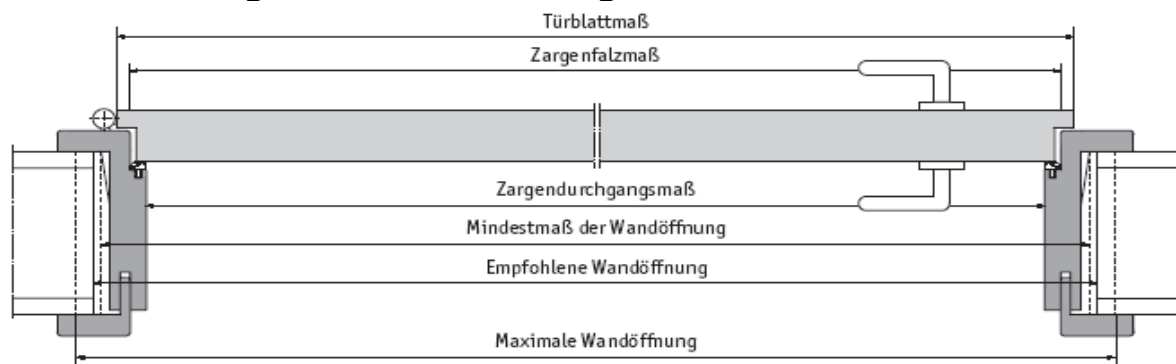 Türblattmaß
Zargenfalzmaß
Zargendurchgangsmaß
Mindestmaß der Wandöffnung
Empfohlene Wandöffnung
Maximale Wandöffnung